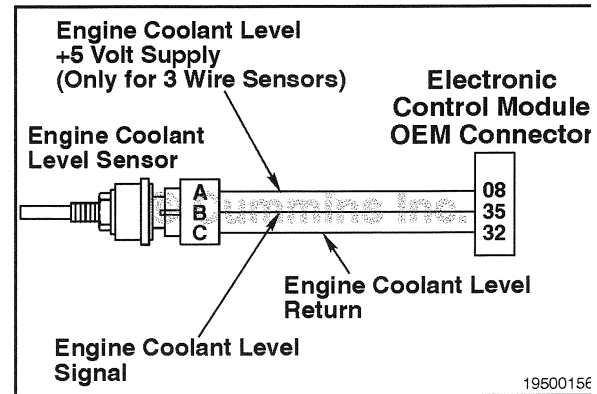 Engine Coolant Level
+5 Volt Supply
(Only for 3 Wire Sensors)
Electronic
Control Module
OEM Connector
Engine Coolant
Level Sensor
A
B
C
©Cummins Inc.
08
35
32
Engine Coolant Level
Return
Engine Coolant Level
Signal
19500156